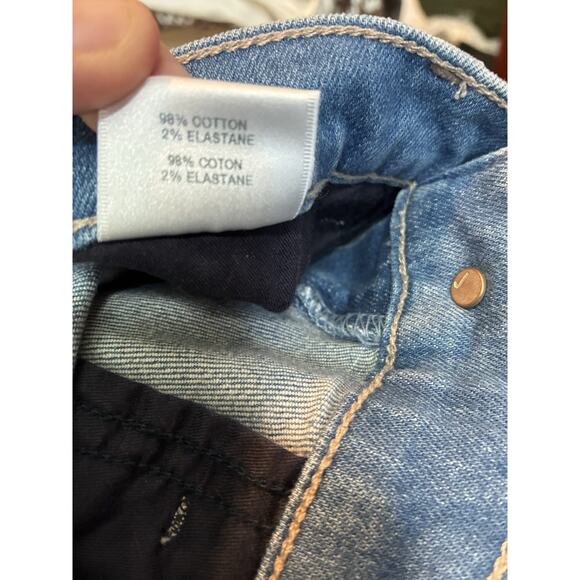 98% COTTON
2% ELASTANE
98% COTON
2% ELASTANE